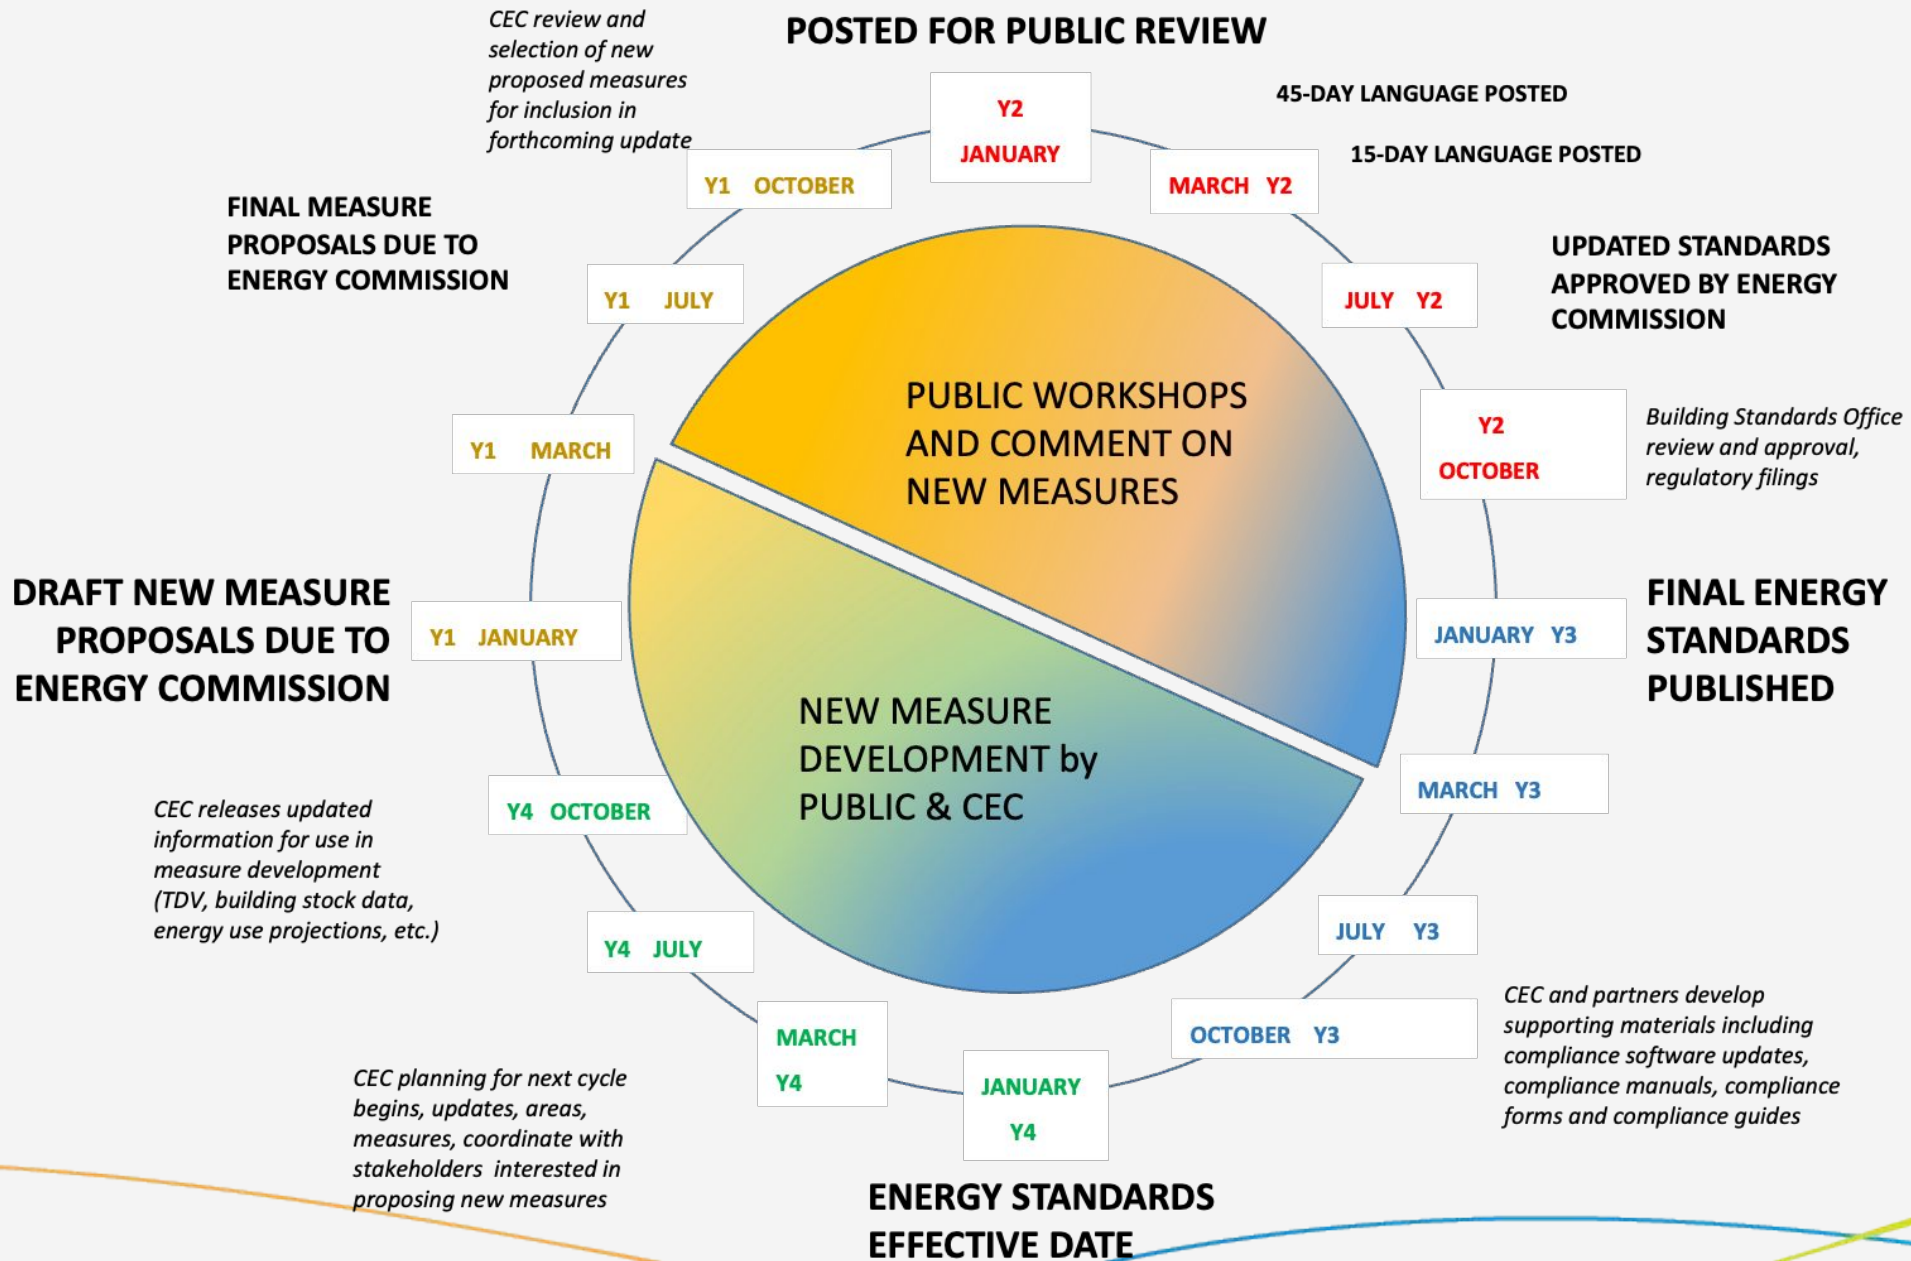 CEC review and
selection of new
proposed measures
for inclusion in
forthcoming update
POSTED FOR PUBLIC REVIEW
Y2
JANUARY
45-DAY LANGUAGE POSTED
15-DAY LANGUAGE POSTED
Y1 OCTOBER
MARCH Y2
FINAL MEASURE
PROPOSALS DUE TO
ENERGY COMMISSION
Y1 JULY
JULY Y2
UPDATED STANDARDS
APPROVED BY ENERGY
COMMISSION
Y1 MARCH
PUBLIC WORKSHOPS
AND COMMENT ON
NEW MEASURES
Y2
OCTOBER
Building Standards Office
review and approval,
regulatory filings
DRAFT NEW MEASURE
PROPOSALS DUE TO
ENERGY COMMISSION
Y1 JANUARY
JANUARY Y3
FINAL ENERGY
STANDARDS
PUBLISHED
NEW MEASURE
DEVELOPMENT by
PUBLIC & CEC
MARCH Y3
CEC releases updated
information for use in
measure development
(TDV, building stock data,
energy use projections, etc.)
Y4 OCTOBER
Y4 JULY
JULY Y3
MARCH
Y4
OCTOBER Y3
CEC and partners develop
supporting materials including
compliance software updates,
compliance manuals, compliance
forms and compliance guides
CEC planning for next cycle
begins, updates, areas,
measures, coordinate with
stakeholders interested in
proposing new measures
JANUARY
Y4
ENERGY STANDARDS
EFFECTIVE DATE